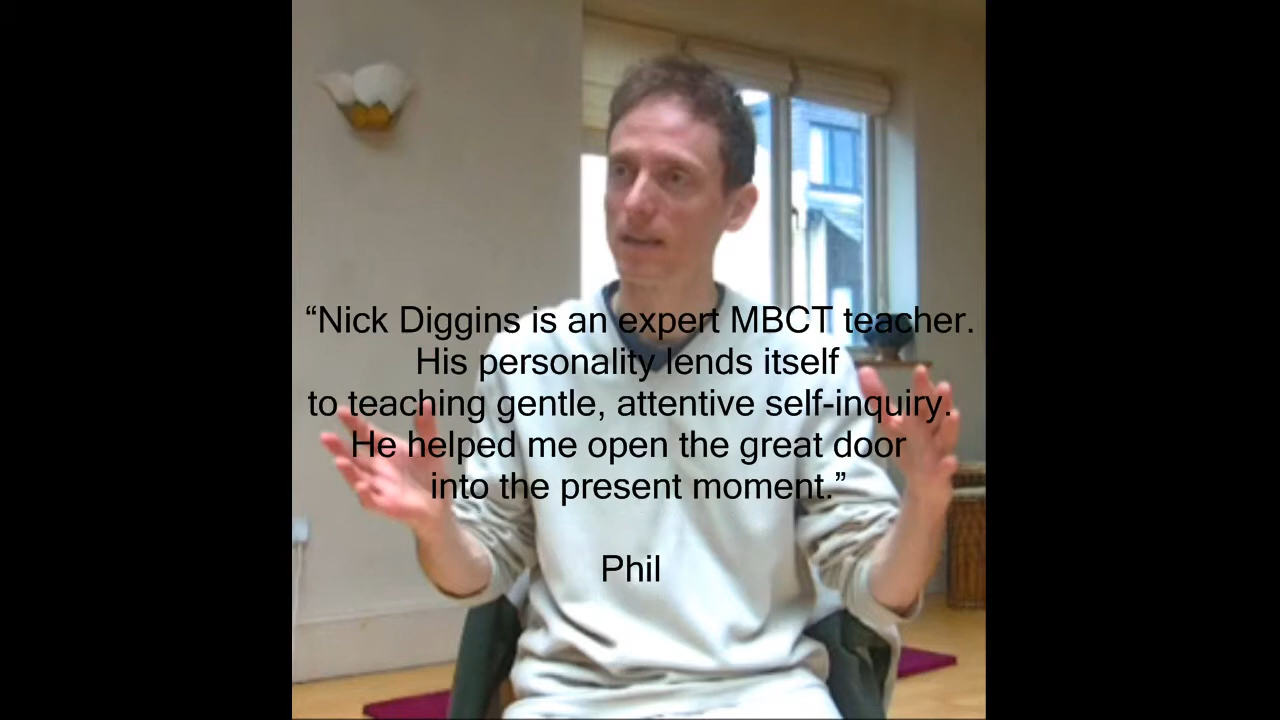 “Nick Diggins is an expert MBCT teacher.
His personality lends itself
to teaching gentle, attentive self-inquiry.
He helped me open the great door
into the present moment.”
Phil